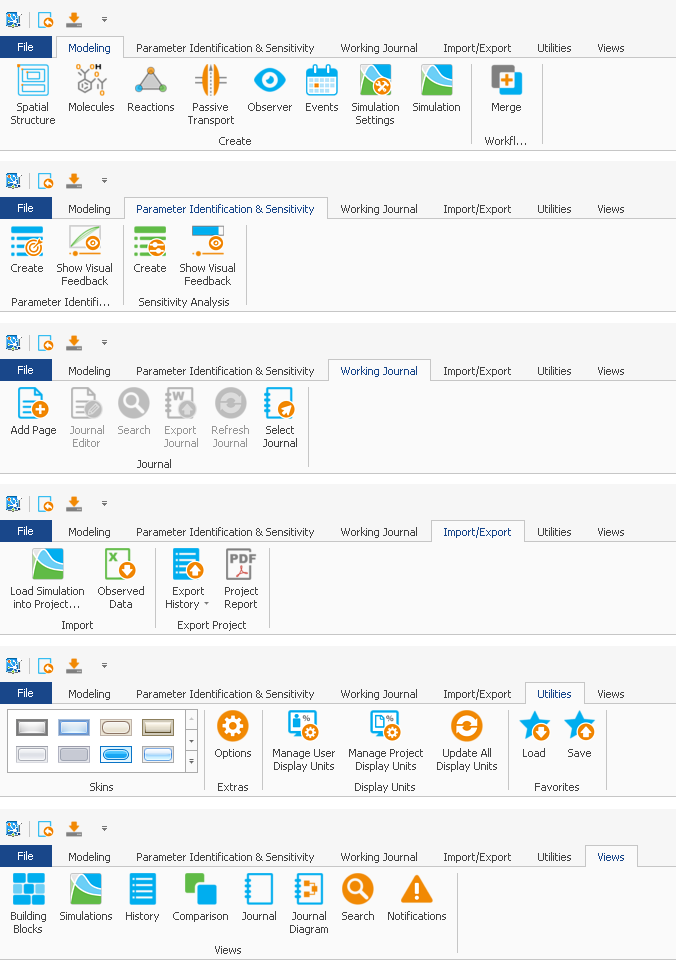 File Modeling Parameter Identification & Sensitivity Working Journal Import/Export Utilities Views
Spatial Molecules Reactions Passive Observer Events Simulation Simulation Merge
Structure Transport Settings
Create Workfl...
File Modeling Parameter Identification & Sensitivity Working Journal Import/Export Utilities Views
Create Show Visual Create Show Visual
Feedback Feedback
Parameter Identifi... Sensitivity Analysis
File Modeling Parameter Identification & Sensitivity Working Journal Import/Export Utilities Views
W
Add Page Journal Search Export Refresh Select
Editor Journal Journal Journal
Journal
File Modeling Parameter Identification & Sensitivity Working Journal Import/Export Utilities Views
X PDF
Load Simulation Observed Export Project
into Project... Data History Report
Import Export Project
File Modeling Parameter Identification & Sensitivity Working Journal Import/Export Utilities Views
% %
Options Manage User Manage Project Update All Load Save
Display Units Display Units Display Units
Skins Extras Display Units Favorites
File Modeling Parameter Identification & Sensitivity Working Journal Import/Export Utilities Views
Building Simulations History Comparison Journal Journal Search Notifications
Blocks Diagram
Views